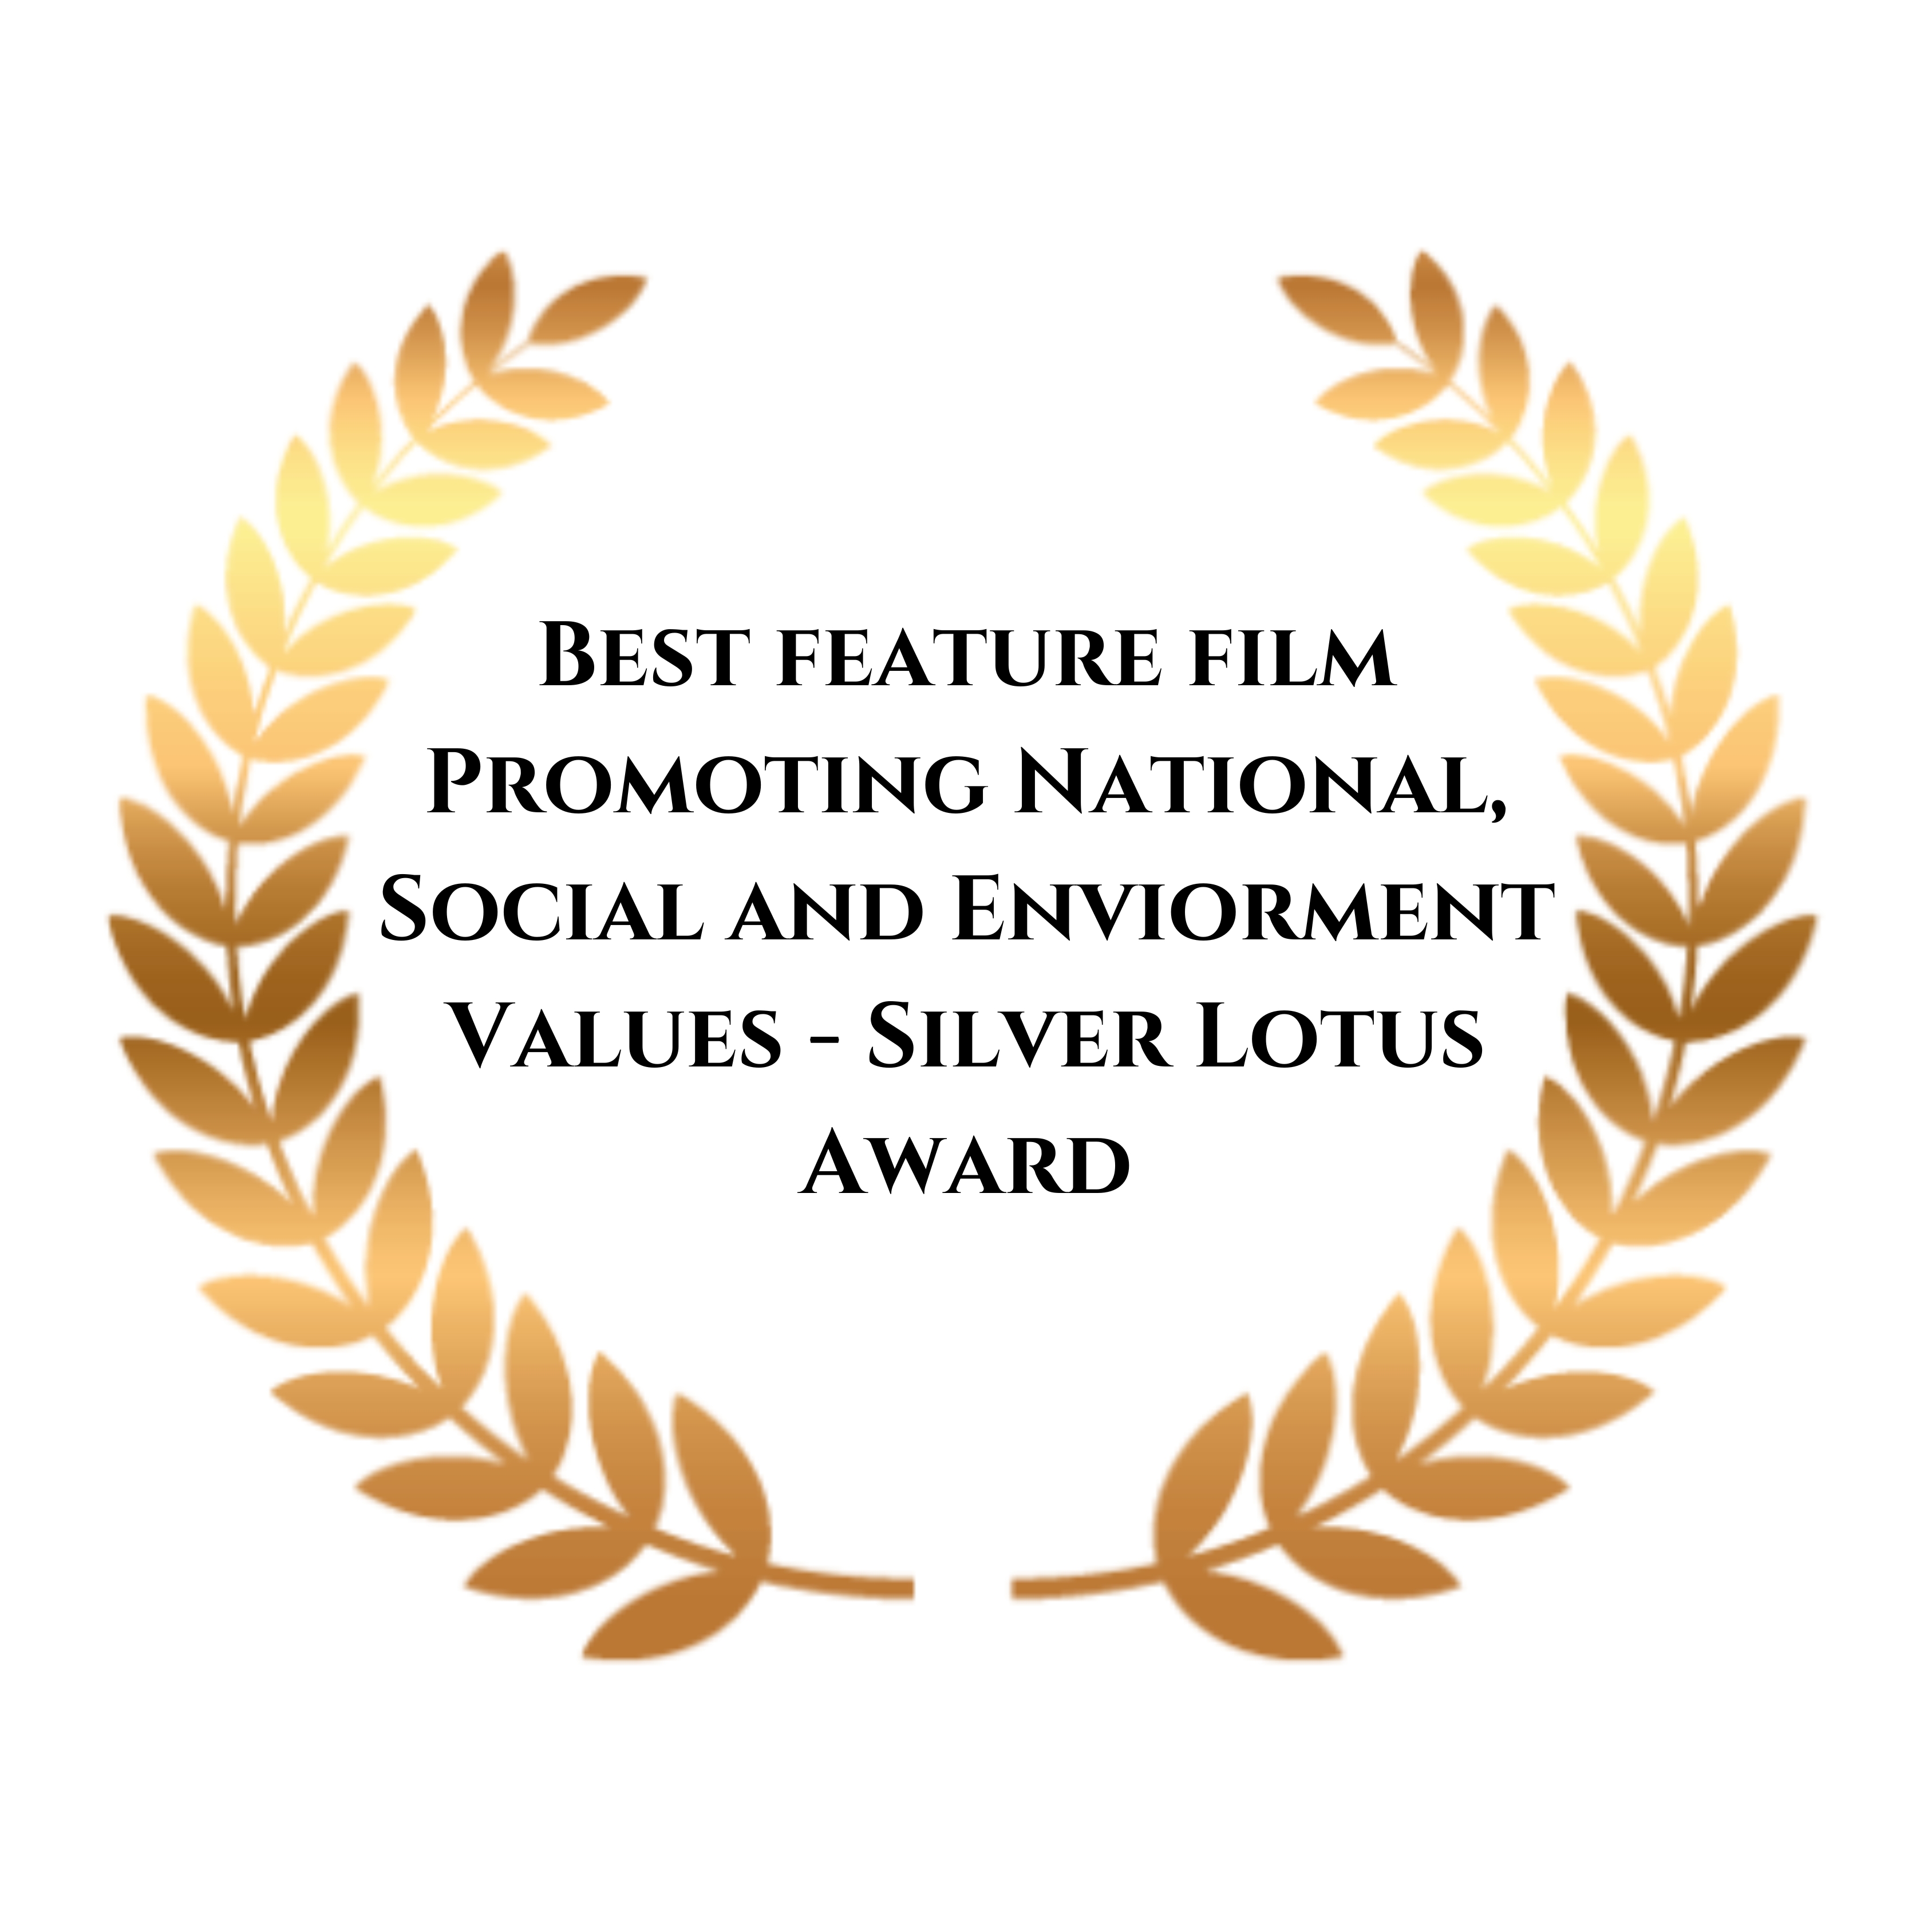 Best feature film
Promoting National,
Social and Enviorment
Values - Silver Lotus
Award